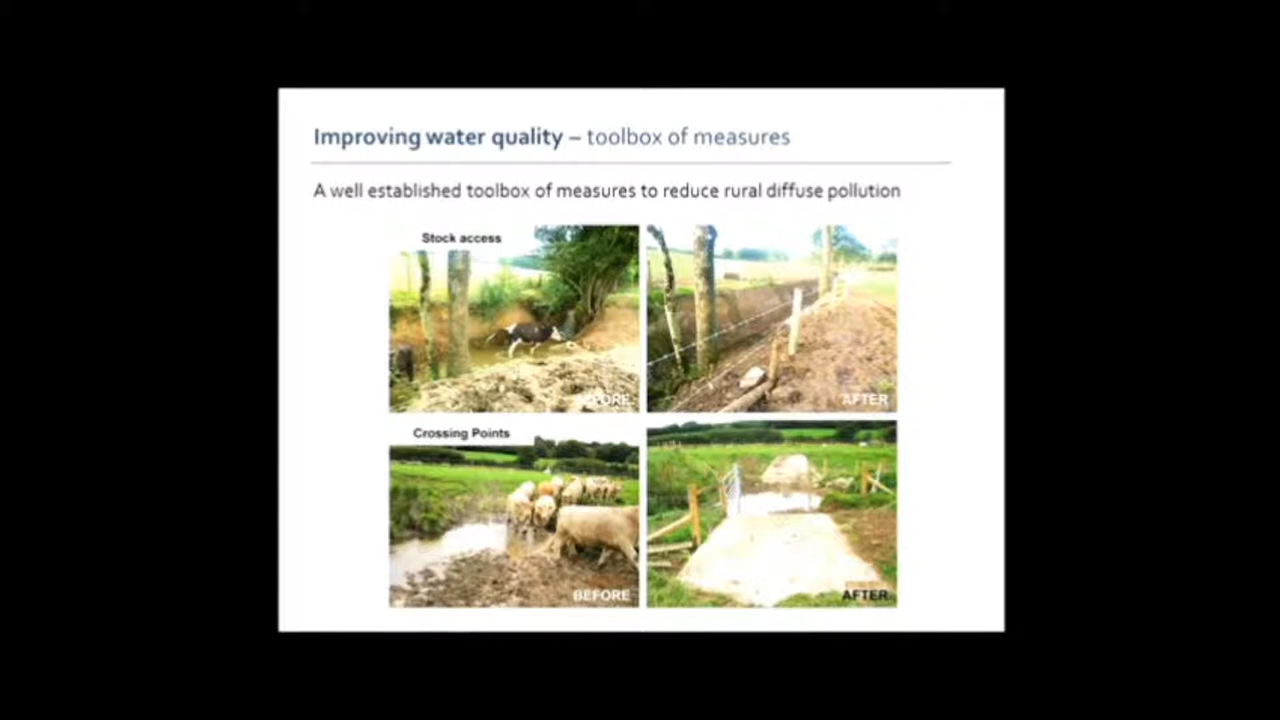 Improving water quality – toolbox of measures
A well established toolbox of measures to reduce rural diffuse pollution
Stock access
BEFORE
AFTER
Crossing Points
BEFORE
AFTER